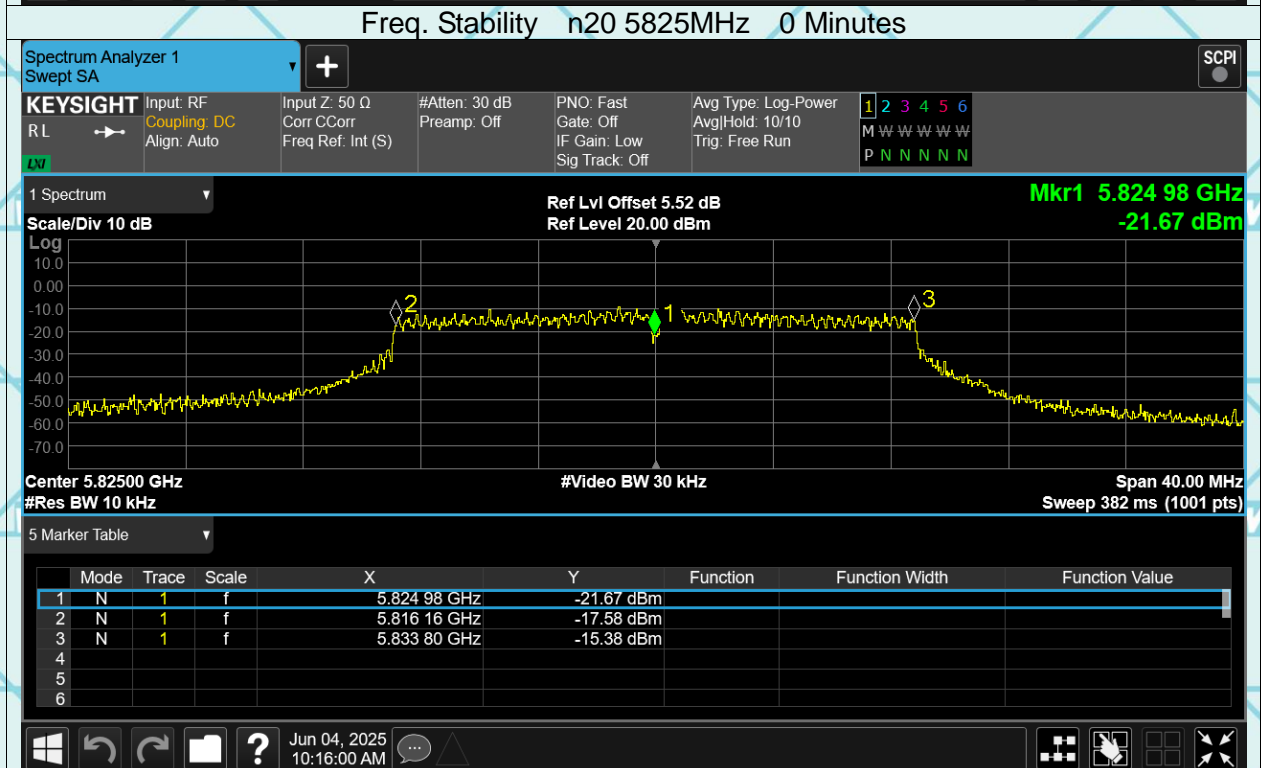 Freq. Stability n20 5825MHz 0 Minutes
Spectrum Analyzer 1
Swept SA
+
SCPI
KEYSIGHT
R L
LXI
Input: RF
Coupling: DC
Align: Auto
Input Z: 50 Ω
Corr CCorr
Freq Ref: Int (S)
#Atten: 30 dB
Preamp: Off
PNO: Fast
Gate: Off
IF Gain: Low
Sig Track: Off
Avg Type: Log-Power
Avg|Hold: 10/10
Trig: Free Run
1 2 3 4 5 6
M W W W W W
P N N N N N
1 Spectrum
Scale/Div 10 dB
Ref Lvl Offset 5.52 dB
Ref Level 20.00 dBm
Mkr1 5.824 98 GHz
-21.67 dBm
Log
10.0
0.00
-10.0
-20.0
-30.0
-40.0
-50.0
-60.0
-70.0
2
1
3
Center 5.82500 GHz
#Video BW 30 kHz
Span 40.00 MHz
#Res BW 10 kHz
Sweep 382 ms (1001 pts)
5 Marker Table
Mode Trace Scale X Y Function Function Width Function Value
1 N 1 f 5.824 98 GHz -21.67 dBm
2 N 1 f 5.816 16 GHz -17.58 dBm
3 N 1 f 5.833 80 GHz -15.38 dBm
4
5
6
?
Jun 04, 2025
10:16:00 AM